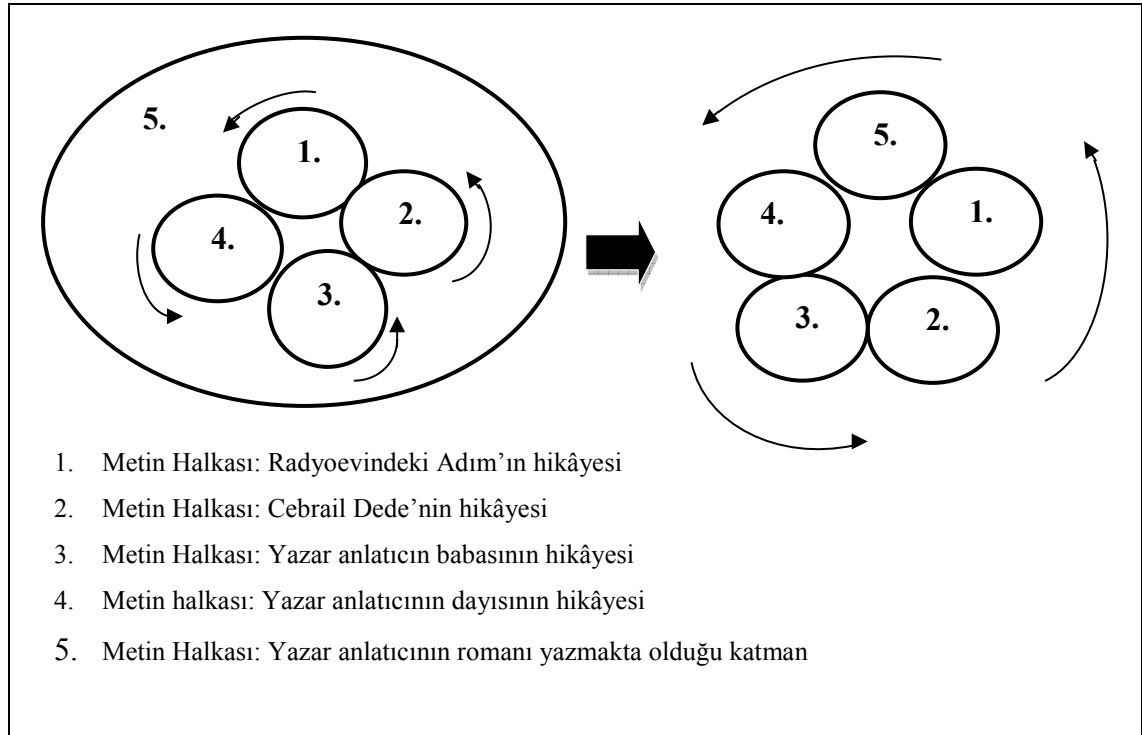 5.
1.
2.
4.
3.
5.
4.
1.
3.
2.
1. Metin Halkası: Radyoevindeki Adım’ın hikâyesi
2. Metin Halkası: Cebrail Dede’nin hikâyesi
3. Metin Halkası: Yazar anlatıcın babasının hikâyesi
4. Metin halkası: Yazar anlatıcının dayısının hikâyesi
5. Metin Halkası: Yazar anlatıcının romanı yazmakta olduğu katman